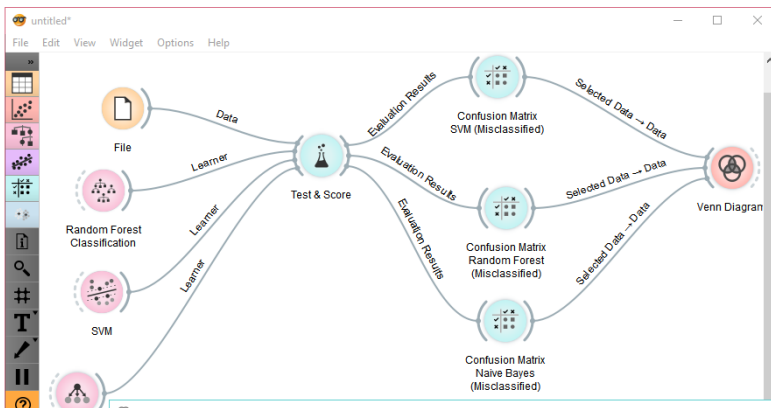 untitled*
File Edit View Widget Options Help
»
File
Data
Learner
Random Forest
Classification
Learner
SVM
Learner
Test & Score
Evaluation Results
Confusion Matrix
SVM (Misclassified)
Evaluation Results
Confusion Matrix
Random Forest
(Misclassified)
Evaluation Results
Confusion Matrix
Naive Bayes
(Misclassified)
Selected Data → Data
Selected Data → Data
Selected Data → Data
Venn Diagram
T
?